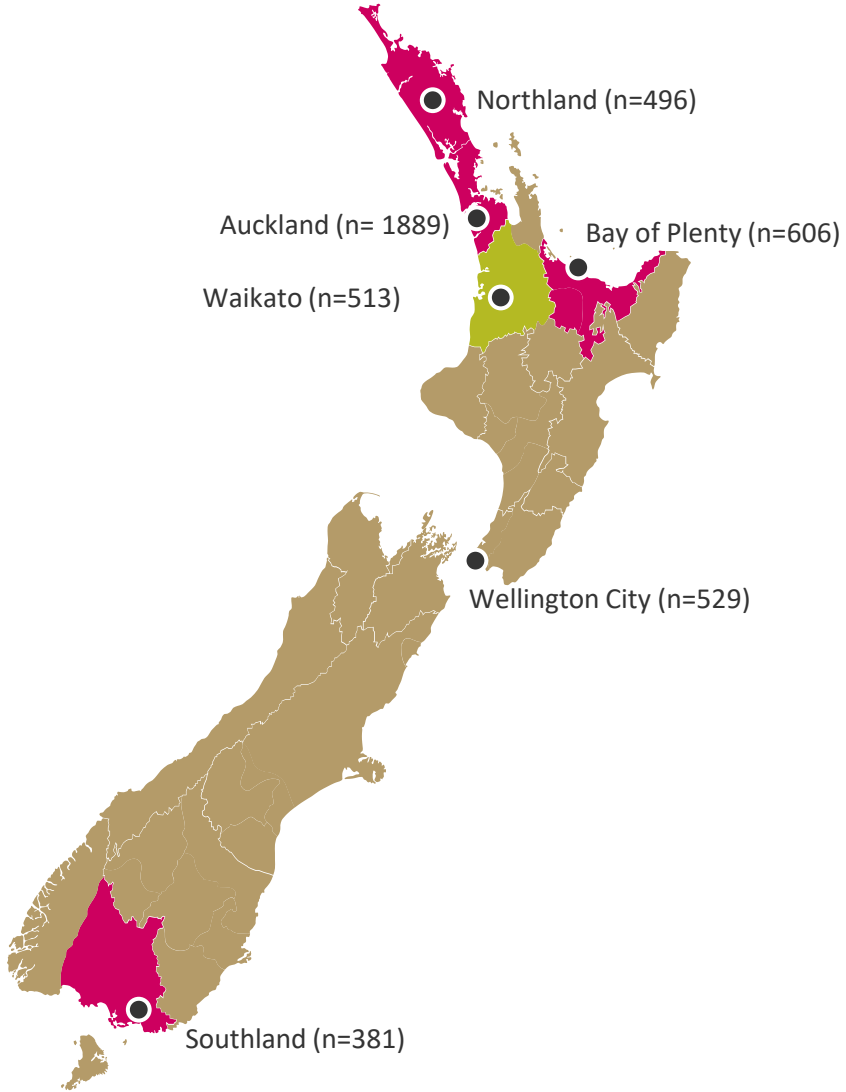 Northland (n=496)
Auckland (n= 1889)
Bay of Plenty (n=606)
Waikato (n=513)
Wellington City (n=529)
Southland (n=381)